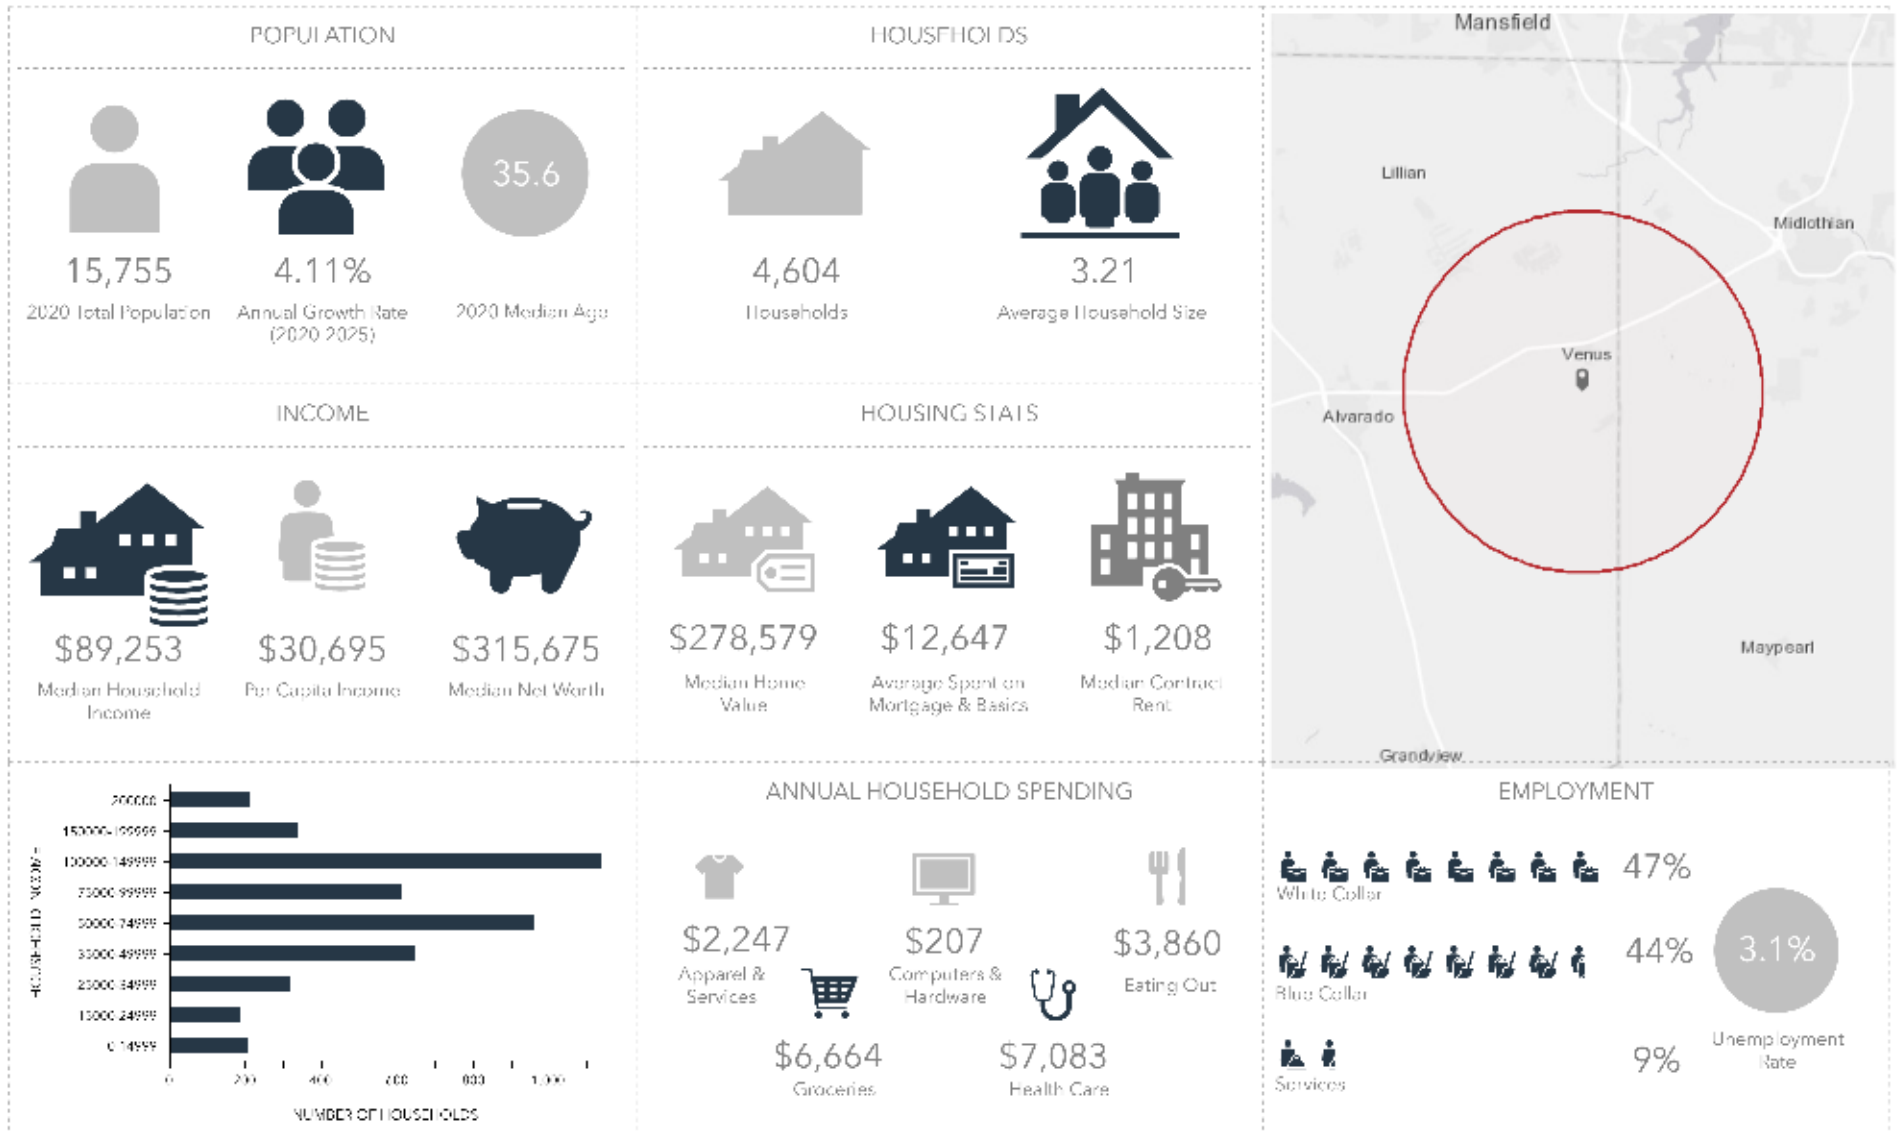 POPULATION
15,755
2020 Total Population
4.11%
Annual Growth Rate
(2020-2025)
35.6
2020 Median Age
HOUSEHOLDS
4,604
Households
3.21
Average Household Size
Mansfield
Lillian
Midlothian
Venus
Alvarado
Maypearl
Grandview
INCOME
$89,253
Median Household
Income
$30,695
Per Capita Income
$315,675
Median Net Worth
HOUSING STATS
$278,579
Median Home
Value
$12,647
Average Spent on
Mortgage & Basics
$1,208
Median Contract
Rent
HOUSEHOLD INCOME
200000
150000-199999
100000-149999
75000-99999
50000-74999
35000-49999
25000-34999
15000-24999
0-14999
0 200 400 600 800 1,000
NUMBER OF HOUSEHOLDS
ANNUAL HOUSEHOLD SPENDING
$2,247
Apparel &
Services
$207
Computers &
Hardware
$3,860
Eating Out
$6,664
Groceries
$7,083
Health Care
EMPLOYMENT
47%
White Collar
44%
Blue Collar
9%
Services
3.1%
Unemployment
Rate